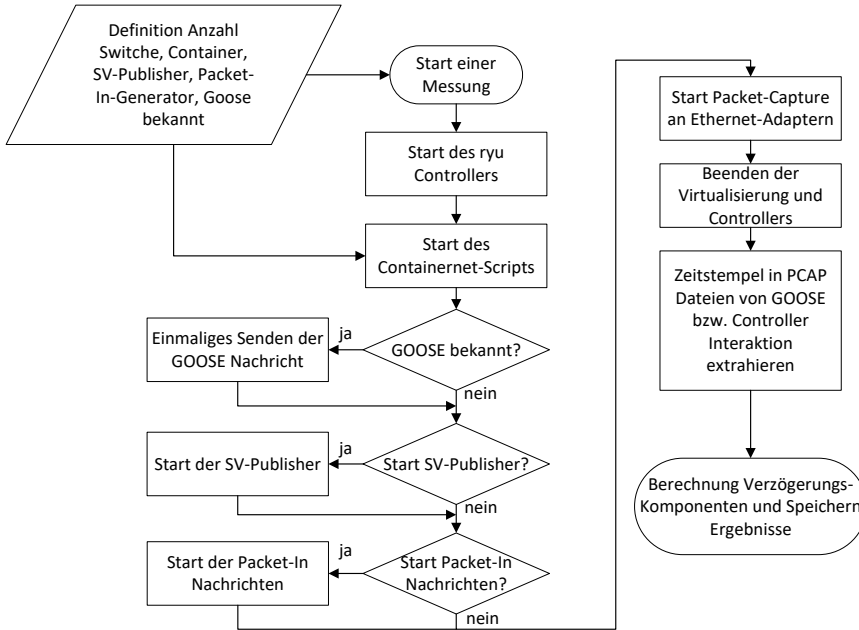 Definition Anzahl
Switche, Container,
SV-Publisher, Packet-
In-Generator, Goose
bekannt
Start einer
Messung
Start des ryu
Controllers
Start des
Containernet-Scripts
GOOSE bekannt?
ja
Einmaliges Senden der
GOOSE Nachricht
nein
Start SV-Publisher?
ja
Start der SV-Publisher
nein
Start Packet-In
Nachrichten?
ja
Start der Packet-In
Nachrichten
nein
Start Packet-Capture
an Ethernet-Adaptern
Beenden der
Virtualisierung und
Controllers
Zeitstempel in PCAP
Dateien von GOOSE
bzw. Controller
Interaktion
extrahieren
Berechnung Verzögerungs-
Komponenten und Speichern
Ergebnisse